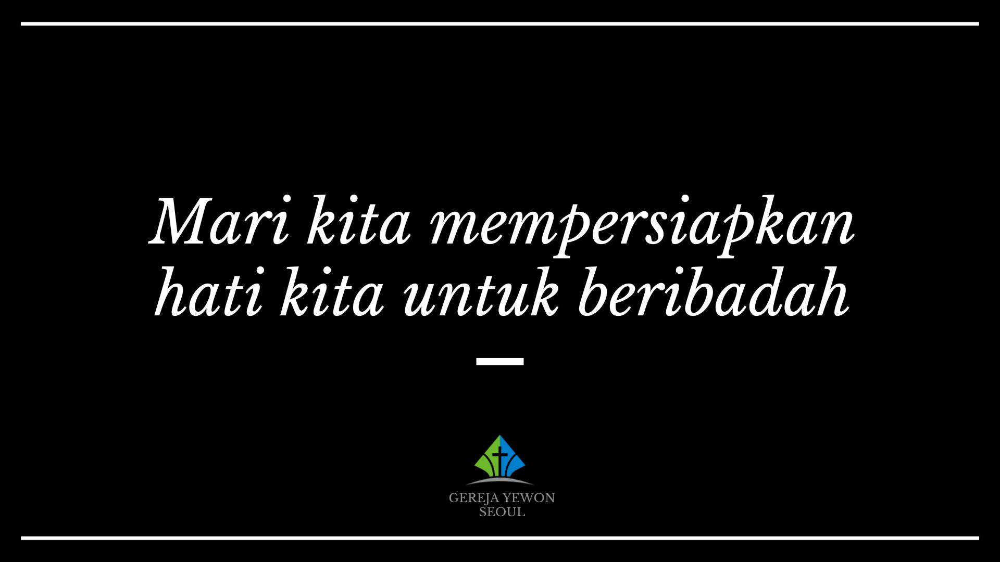 Mari kita mempersiapkan
hati kita untuk beribadah
GEREJA YEWON
SEOUL